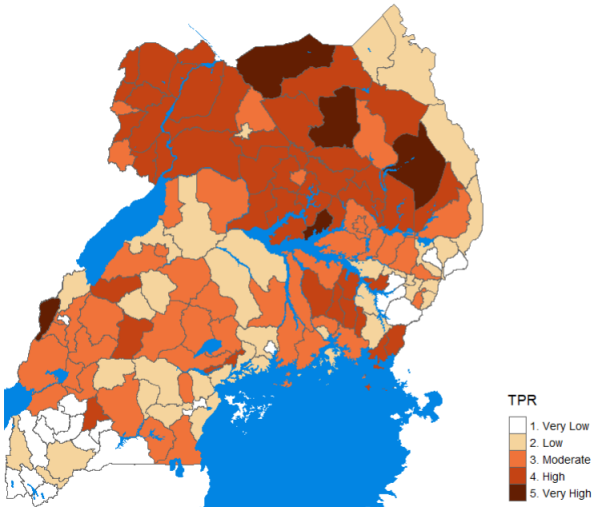 TPR
1. Very Low
2. Low
3. Moderate
4. High
5. Very High